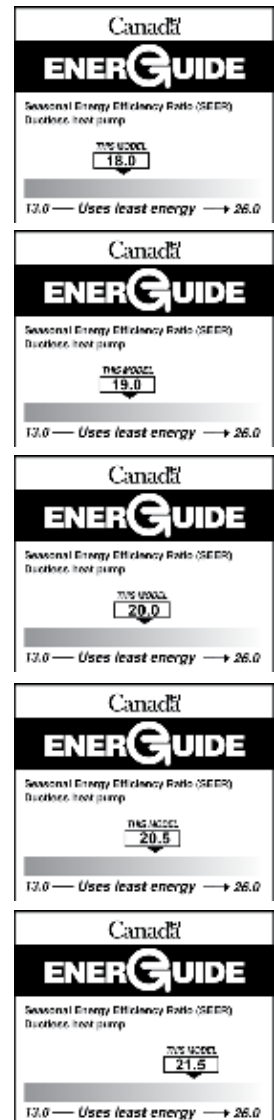 Canada
ENERGUIDE
Seasonal Energy Efficiency Ratio (SEER)
Ductless heat pump
THIS MODEL
18.0
13.0 — Uses least energy → 26.0
Canada
ENERGUIDE
Seasonal Energy Efficiency Ratio (SEER)
Ductless heat pump
THIS MODEL
19.0
13.0 — Uses least energy → 26.0
Canada
ENERGUIDE
Seasonal Energy Efficiency Ratio (SEER)
Ductless heat pump
THIS MODEL
20.0
13.0 — Uses least energy → 26.0
Canada
ENERGUIDE
Seasonal Energy Efficiency Ratio (SEER)
Ductless heat pump
THIS MODEL
20.5
13.0 — Uses least energy → 26.0
Canada
ENERGUIDE
Seasonal Energy Efficiency Ratio (SEER)
Ductless heat pump
THIS MODEL
21.5
13.0 — Uses least energy → 26.0